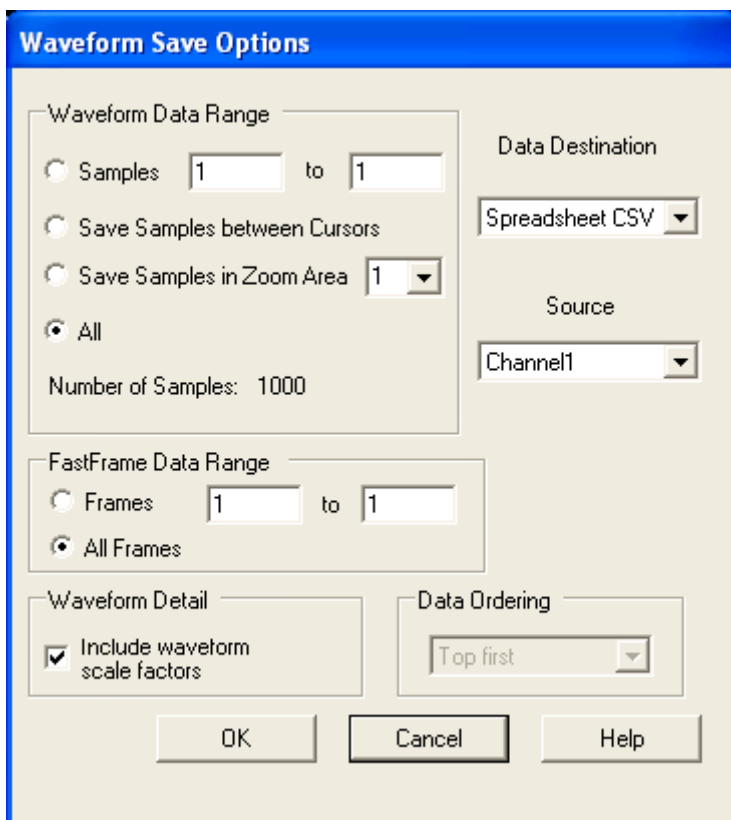 Waveform Save Options
Waveform Data Range
Samples 1 to 1
Save Samples between Cursors
Save Samples in Zoom Area 1
All
Number of Samples: 1000
Data Destination
Spreadsheet CSV
Source
Channel1
FastFrame Data Range
Frames 1 to 1
All Frames
Waveform Detail
Include waveform
scale factors
Data Ordering
Top first
OK Cancel Help